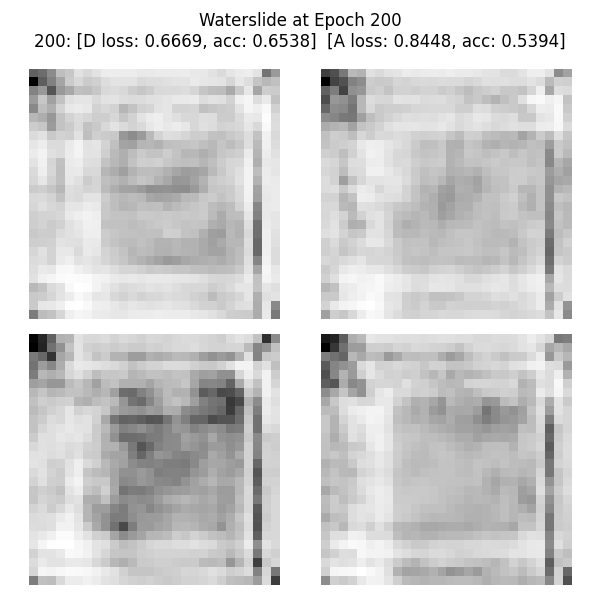 Waterslide at Epoch 200
200: [D loss: 0.6669, acc: 0.6538]  [A loss: 0.8448, acc: 0.5394]